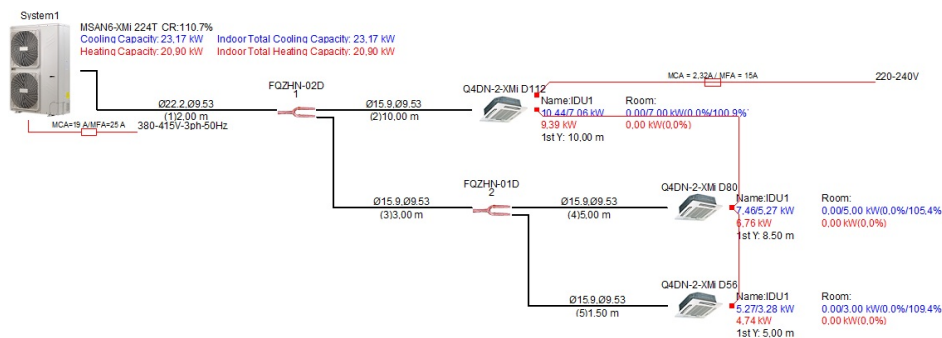 System1
MSAN6-XMi 224T CR:110.7%
Cooling Capacity: 23,17 kW Indoor Total Cooling Capacity: 23,17 kW
Heating Capacity: 20,90 kW Indoor Total Heating Capacity: 20,90 kW
MCA = 2,32A / MFA = 15A
220-240V
FQZHN-02D
1
Q4DN-2-XMi D112
Ø22.2,Ø9.53
(1)2,00 m
Ø15.9,Ø9.53
(2)10,00 m
Name:IDU1 Room:
10,44/7,06 kW 0,00/7,00 kW(0,0%/100,9%)
9,39 kW 0,00 kW(0,0%)
1st Y: 10,00 m
MCA=19 A/MFA=25 A
380-415V-3ph-50Hz
FQZHN-01D
2
Q4DN-2-XMi D80
Ø15.9,Ø9.53
(3)3,00 m
Ø15.9,Ø9.53
(4)5,00 m
Name:IDU1 Room:
7,46/5,27 kW 0,00/5,00 kW(0,0%/105,4%
6,76 kW 0,00 kW(0,0%)
1st Y: 8.50 m
Q4DN-2-XMi D56
Ø15.9,Ø9.53
(5)1.50 m
Name:IDU1 Room:
5.27/3.28 kW 0.00/3.00 kW(0.0%/109.4%
4,74 kW 0,00 kW(0,0%)
1st Y: 5,00 m